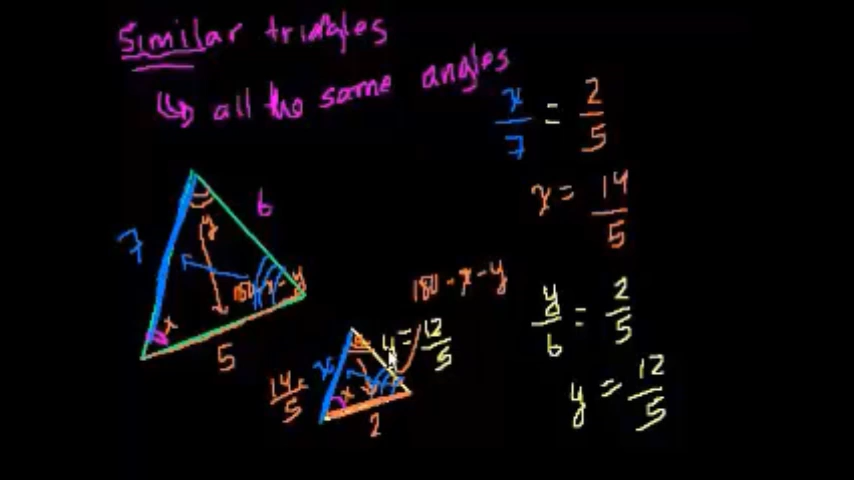 Similar triangles
↳ all the same angles
x/7 = 2/5
x = 14/5
7
6
y
180 - x - y
x
5
180 - x - y
y = 12/5
14/5 = x
x
2
y/6 = 2/5
y = 12/5